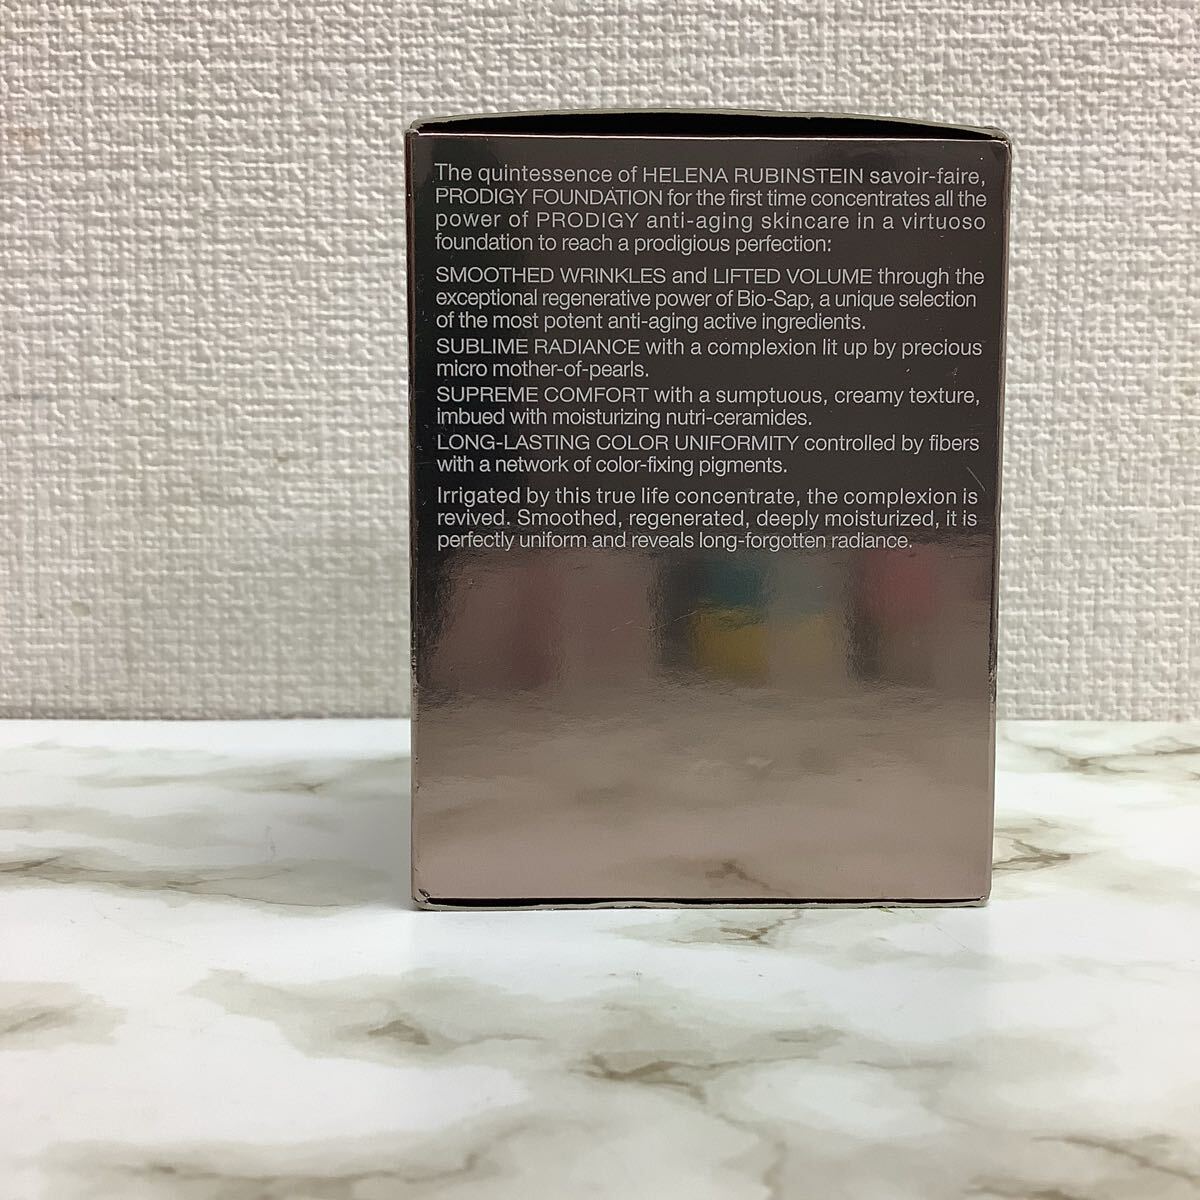 The quintessence of HELENA RUBINSTEIN savoir-faire,
PRODIGY FOUNDATION for the first time concentrates all the
power of PRODIGY anti-aging skincare in a virtuoso
foundation to reach a prodigious perfection:
SMOOTHED WRINKLES and LIFTED VOLUME through the
exceptional regenerative power of Bio-Sap, a unique selection
of the most potent anti-aging active ingredients.
SUBLIME RADIANCE with a complexion lit up by precious
micro mother-of-pearls.
SUPREME COMFORT with a sumptuous, creamy texture,
imbued with moisturizing nutri-ceramides.
LONG-LASTING COLOR UNIFORMITY controlled by fibers
with a network of color-fixing pigments.
Irrigated by this true life concentrate, the complexion is
revived. Smoothed, regenerated, deeply moisturized, it is
perfectly uniform and reveals long-forgotten radiance.